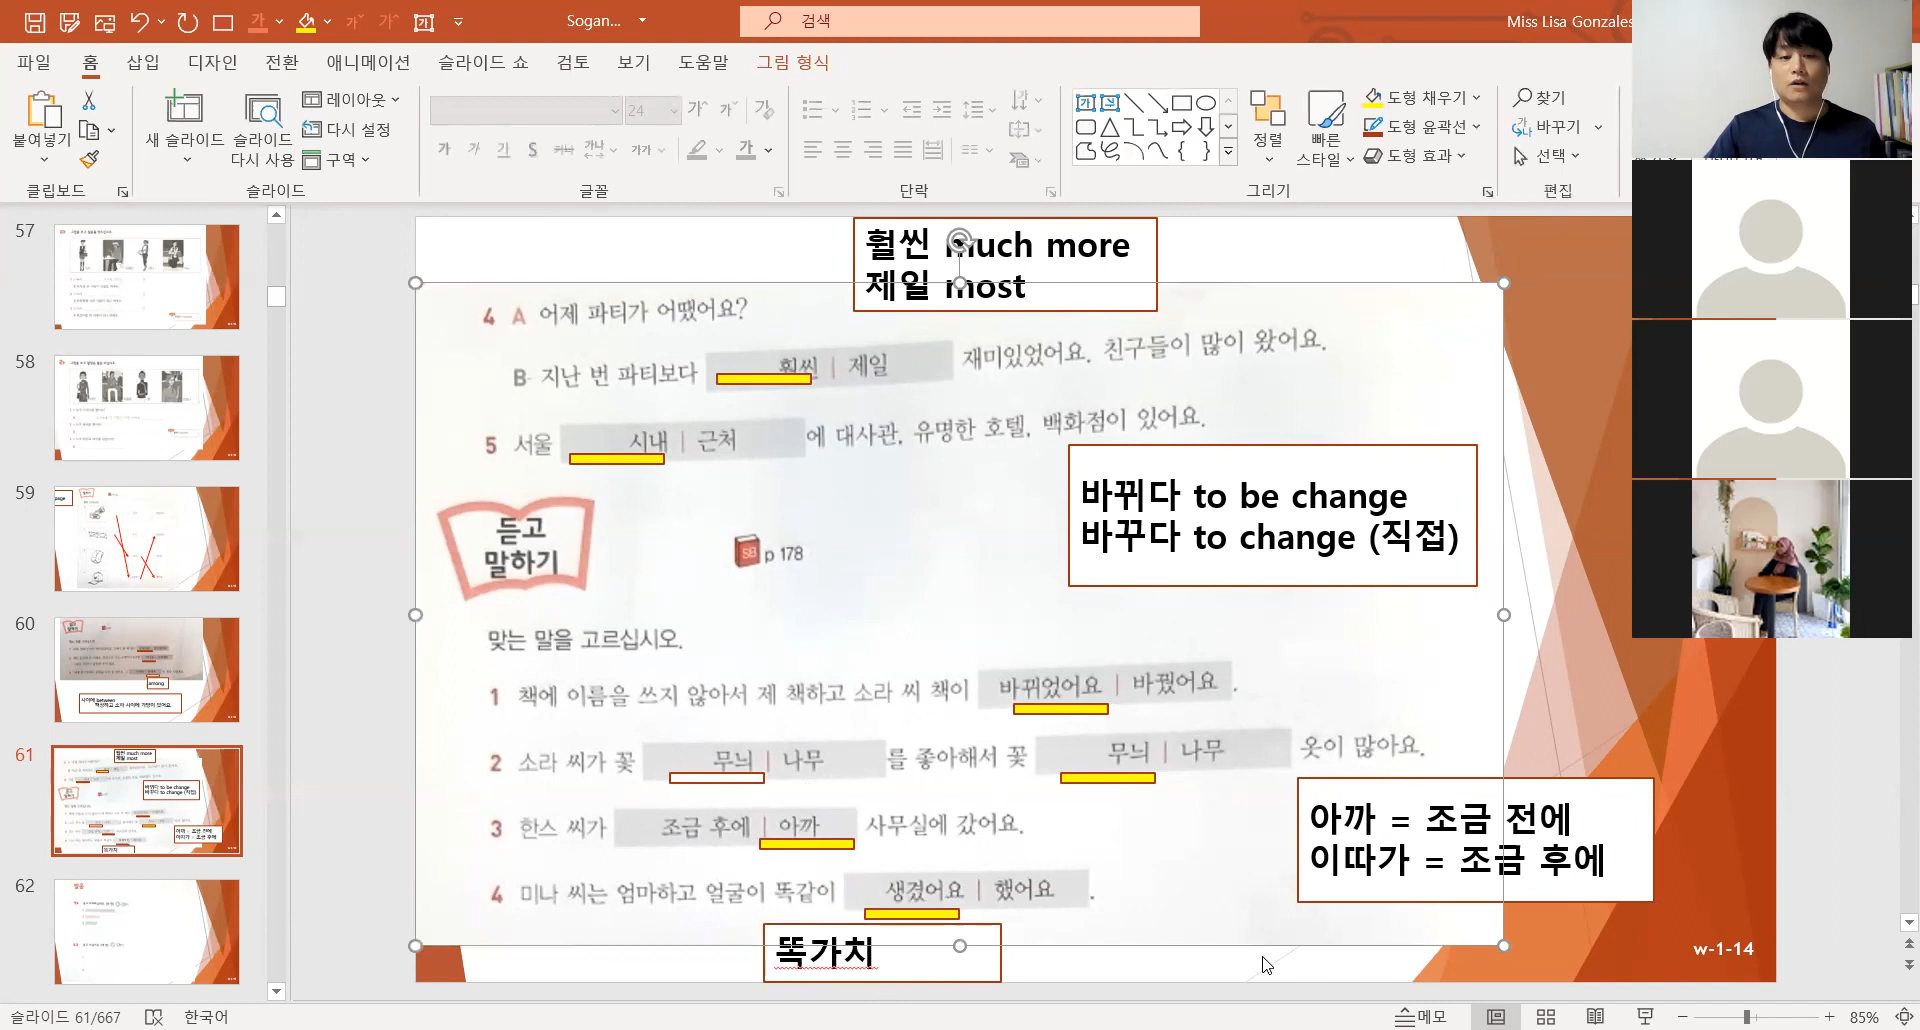 Sogan...
검색
Miss Lisa Gonzales
파일 홈 삽입 디자인 전환 애니메이션 슬라이드 쇼 검토 보기 도움말 그림 형식
붙여넣기
클립보드
새 슬라이드
슬라이드 다시 사용
레이아웃
다시 설정
구역
슬라이드
24
글꼴
단락
정렬
빠른 스타일
도형 채우기
도형 윤곽선
도형 효과
그리기
찾기
바꾸기
선택
편집
57
58
59
60
61
62
훨씬 much more
제일 most
4 A 어제 파티가 어땠어요?
B 지난 번 파티보다 훨씬 | 제일 재미있었어요. 친구들이 많이 왔어요.
5 서울 시내 | 근처 에 대사관, 유명한 호텔, 백화점이 있어요.
바뀌다 to be change
바꾸다 to change (직접)
듣고
말하기
SB p 178
맞는 말을 고르십시오.
1 책에 이름을 쓰지 않아서 제 책하고 소라 씨 책이 바뀌었어요 | 바꿨어요 .
2 소라 씨가 꽃 무늬 | 나무 를 좋아해서 꽃 무늬 | 나무 옷이 많아요.
3 한스 씨가 조금 후에 | 아까 사무실에 갔어요.
아까 = 조금 전에
이따가 = 조금 후에
4 미나 씨는 엄마하고 얼굴이 똑같이 생겼어요 | 했어요 .
똑가치
w-1-14
슬라이드 61/667
한국어
메모
85%